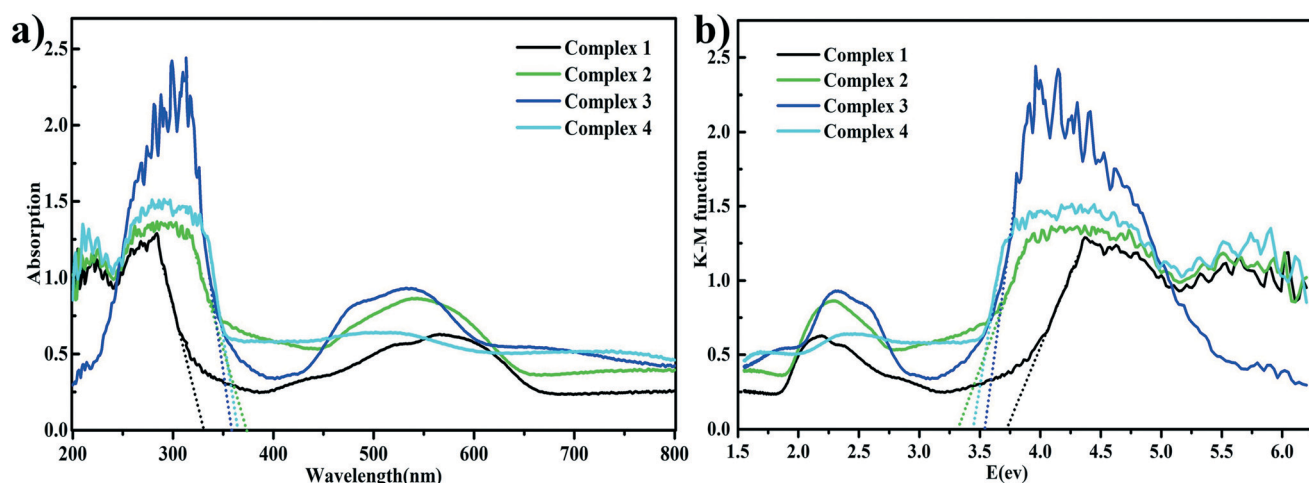 a)
Complex 1
Complex 2
Complex 3
Complex 4
Absorption
2.5
2.0
1.5
1.0
0.5
0.0
200 300 400 500 600 700 800
Wavelength(nm)
b)
Complex 1
Complex 2
Complex 3
Complex 4
K-M function
2.5
2.0
1.5
1.0
0.5
0.0
1.5 2.0 2.5 3.0 3.5 4.0 4.5 5.0 5.5 6.0
E(ev)